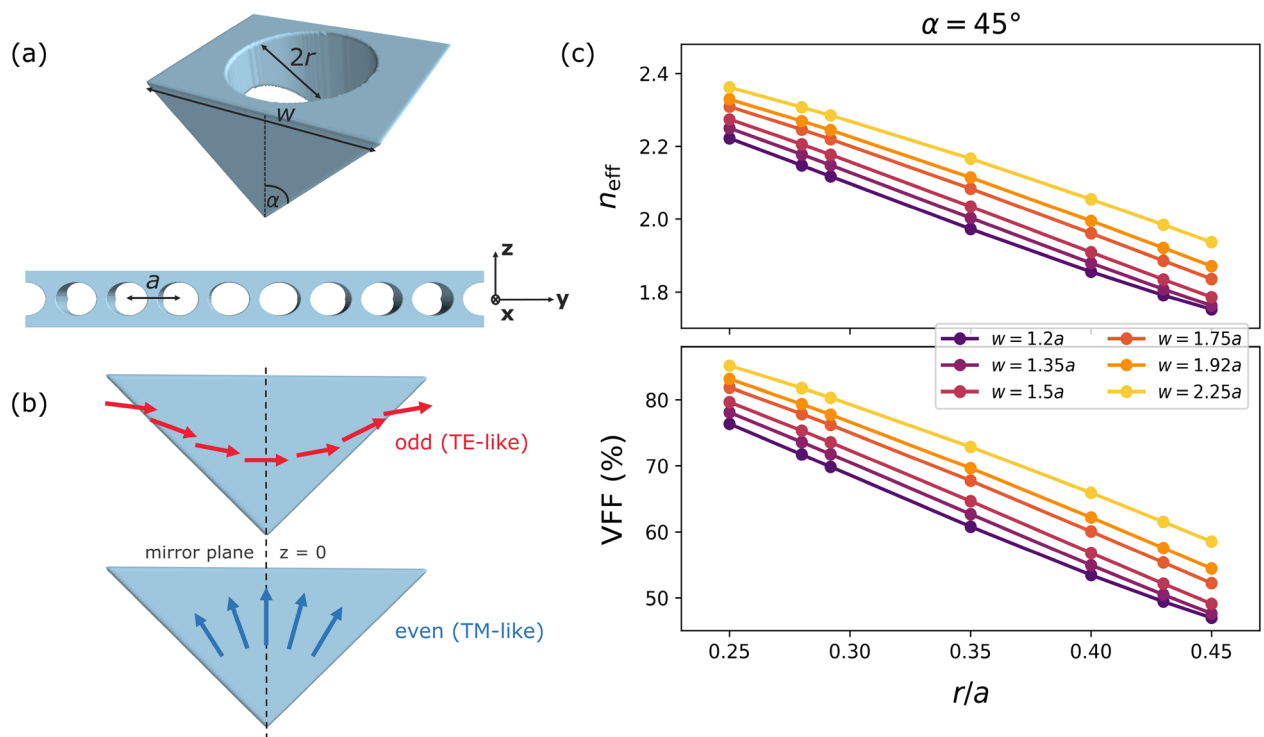 (a)
2r
w
α
a
z
y
x
(b)
odd (TE-like)
mirror plane z = 0
even (TM-like)
(c)
α = 45°
n_eff
2.4
2.2
2.0
1.8
w = 1.2a
w = 1.35a
w = 1.5a
w = 1.75a
w = 1.92a
w = 2.25a
VFF (%)
80
70
60
50
0.25 0.30 0.35 0.40 0.45
r/a